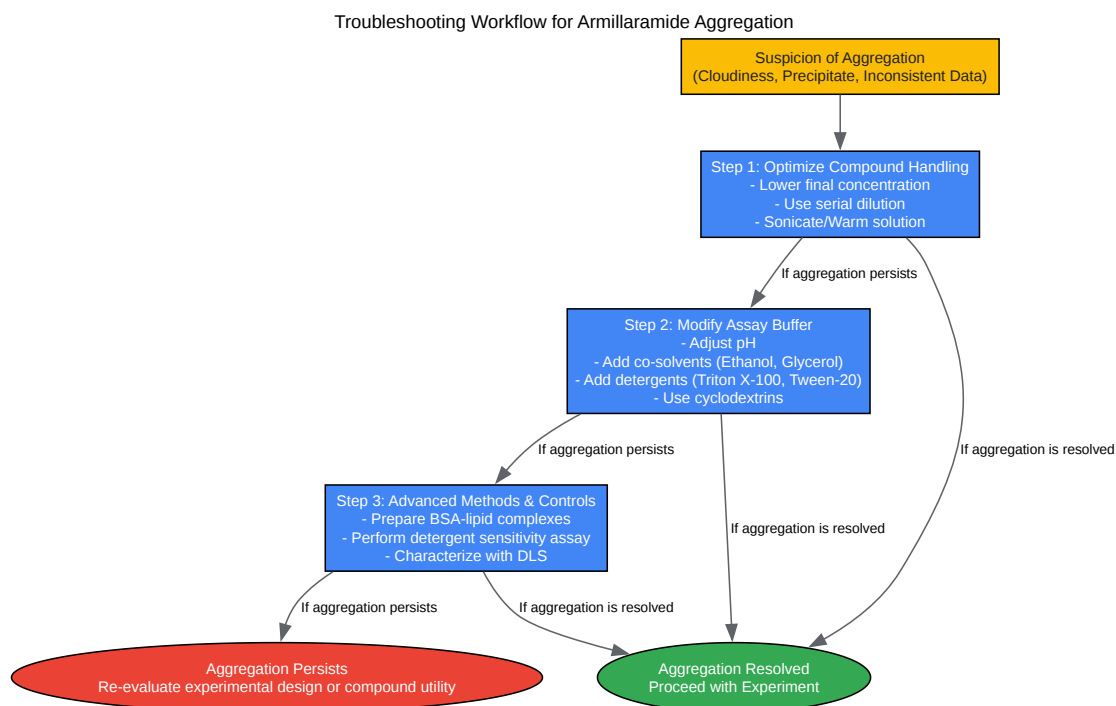 Troubleshooting Workflow for Armillaramide Aggregation
Suspicion of Aggregation
(Cloudiness, Precipitate, Inconsistent Data)
Step 1: Optimize Compound Handling
- Lower final concentration
- Use serial dilution
- Sonicate/Warm solution
If aggregation persists
Step 2: Modify Assay Buffer
- Adjust pH
- Add co-solvents (Ethanol, Glycerol)
- Add detergents (Triton X-100, Tween-20)
- Use cyclodextrins
If aggregation persists
If aggregation is resolved
Step 3: Advanced Methods & Controls
- Prepare BSA-lipid complexes
- Perform detergent sensitivity assay
- Characterize with DLS
If aggregation is resolved
If aggregation persists
If aggregation is resolved
Aggregation Persists
Re-evaluate experimental design or compound utility
Aggregation Resolved
Proceed with Experiment